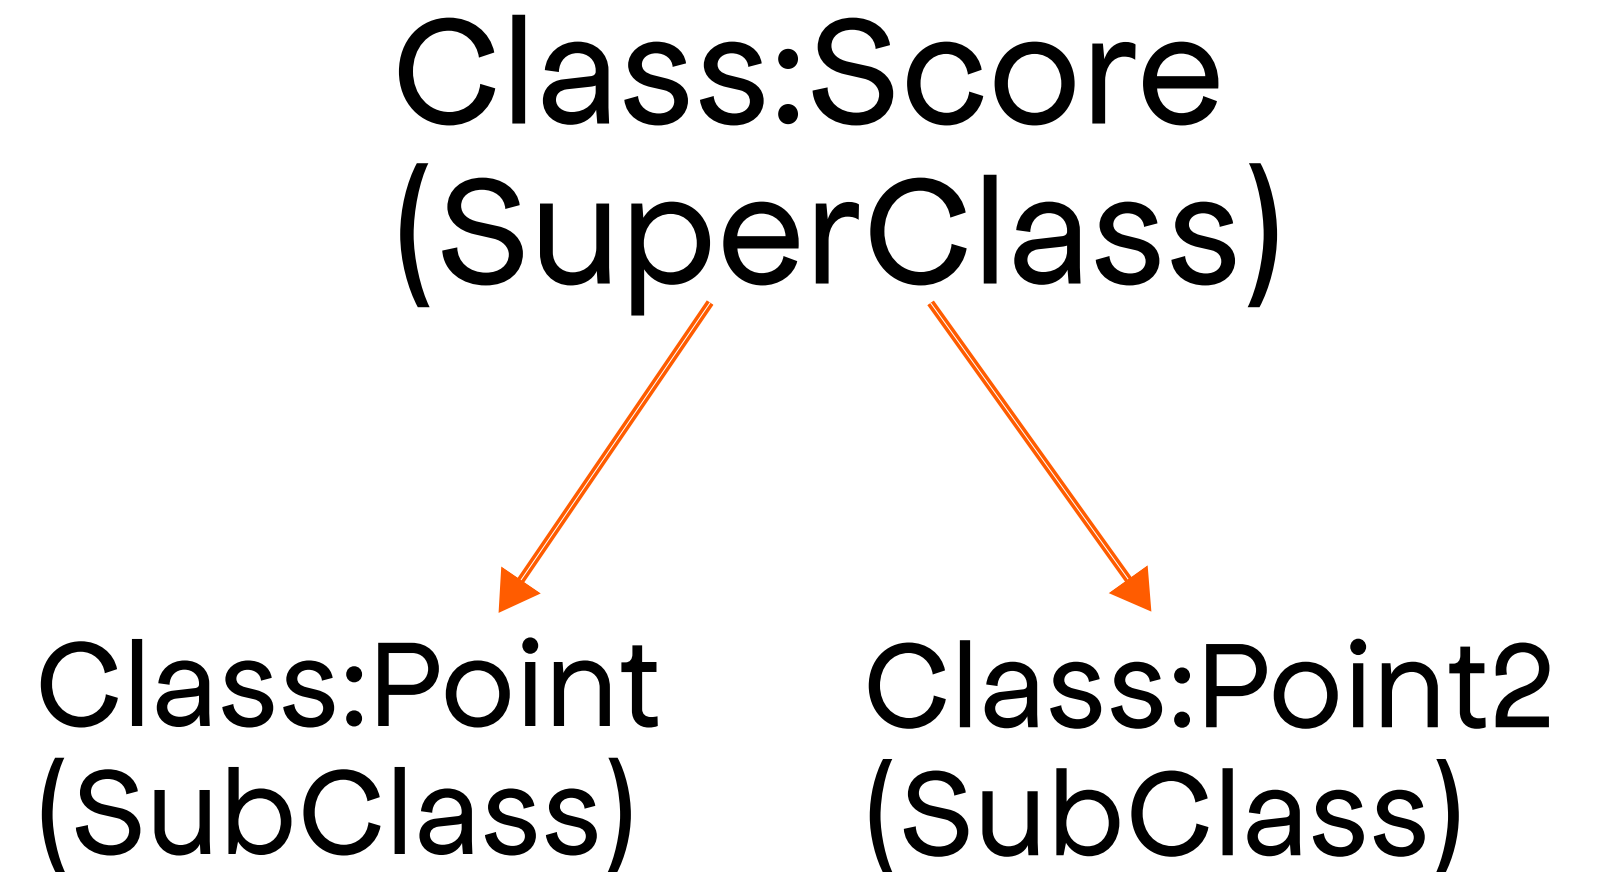 Class:Score
(SuperClass)
Class:Point
(SubClass)
Class:Point2
(SubClass)